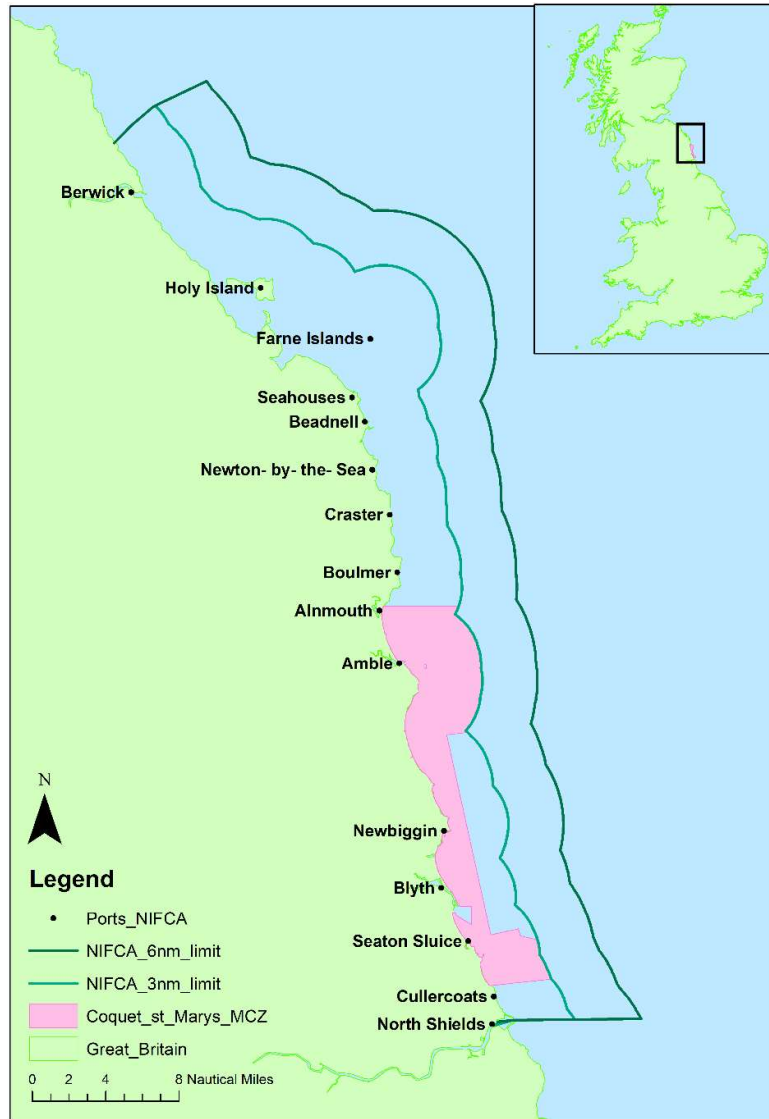 Berwick
Holy Island
Farne Islands
Seahouses
Beadnell
Newton- by- the- Sea
Craster
Boulmer
Alnmouth
Amble
Newbiggin
Blyth
Seaton Sluice
Cullercoats
North Shields
N
Legend
Ports_NIFCA
NIFCA_6nm_limit
NIFCA_3nm_limit
Coquet_st_Marys_MCZ
Great_Britain
0 2 4 8 Nautical Miles